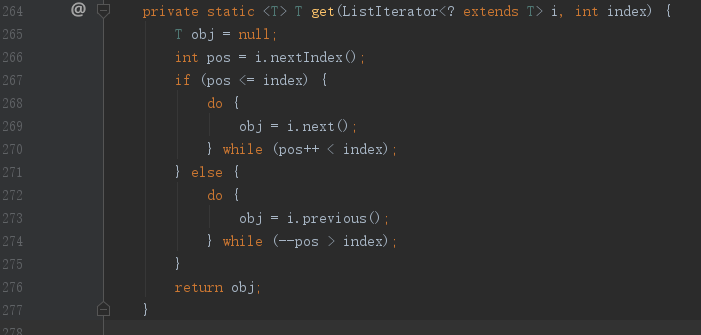 264 @ private static <T> T get(ListIterator<? extends T> i, int index) {
265 T obj = null;
266 int pos = i.nextIndex();
267 if (pos <= index) {
268 do {
269 obj = i.next();
270 } while (pos++ < index);
271 } else {
272 do {
273 obj = i.previous();
274 } while (--pos > index);
275 }
276 return obj;
277 }
278